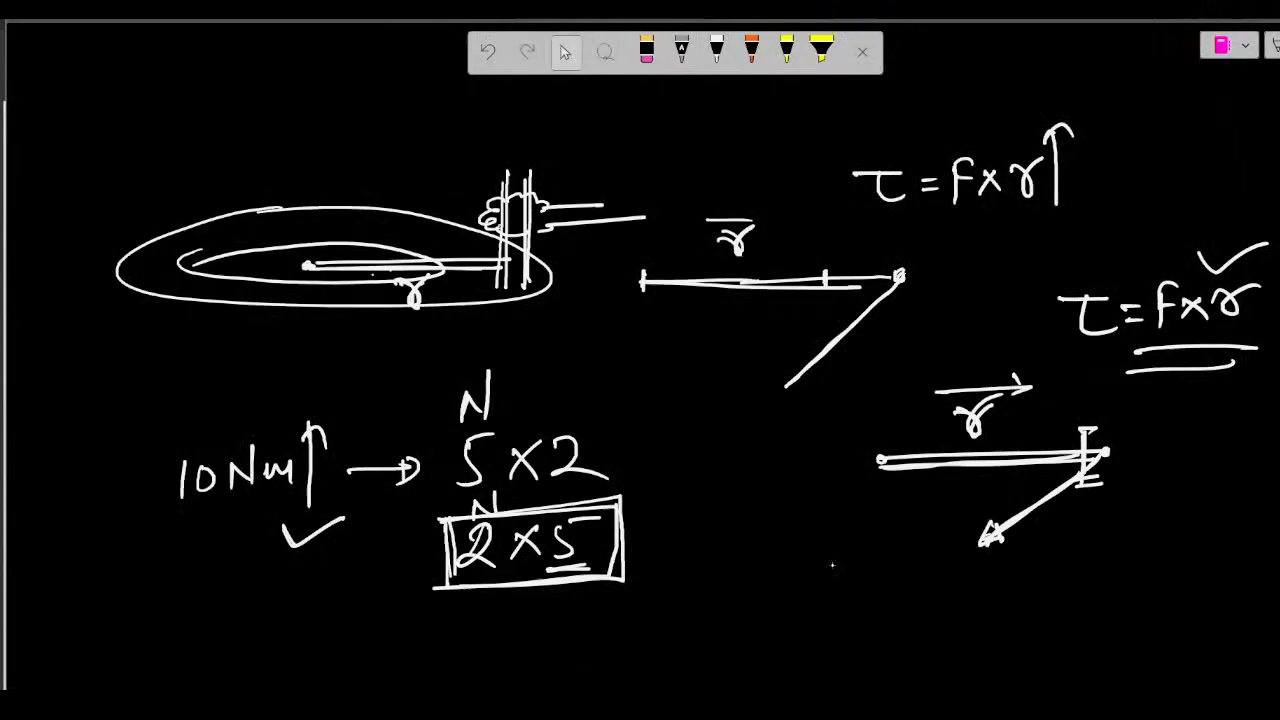 τ = F × r ↑
r
r
τ = F × r
r
N
10 Nm ↑ → 5 × 2
N
2 × 5